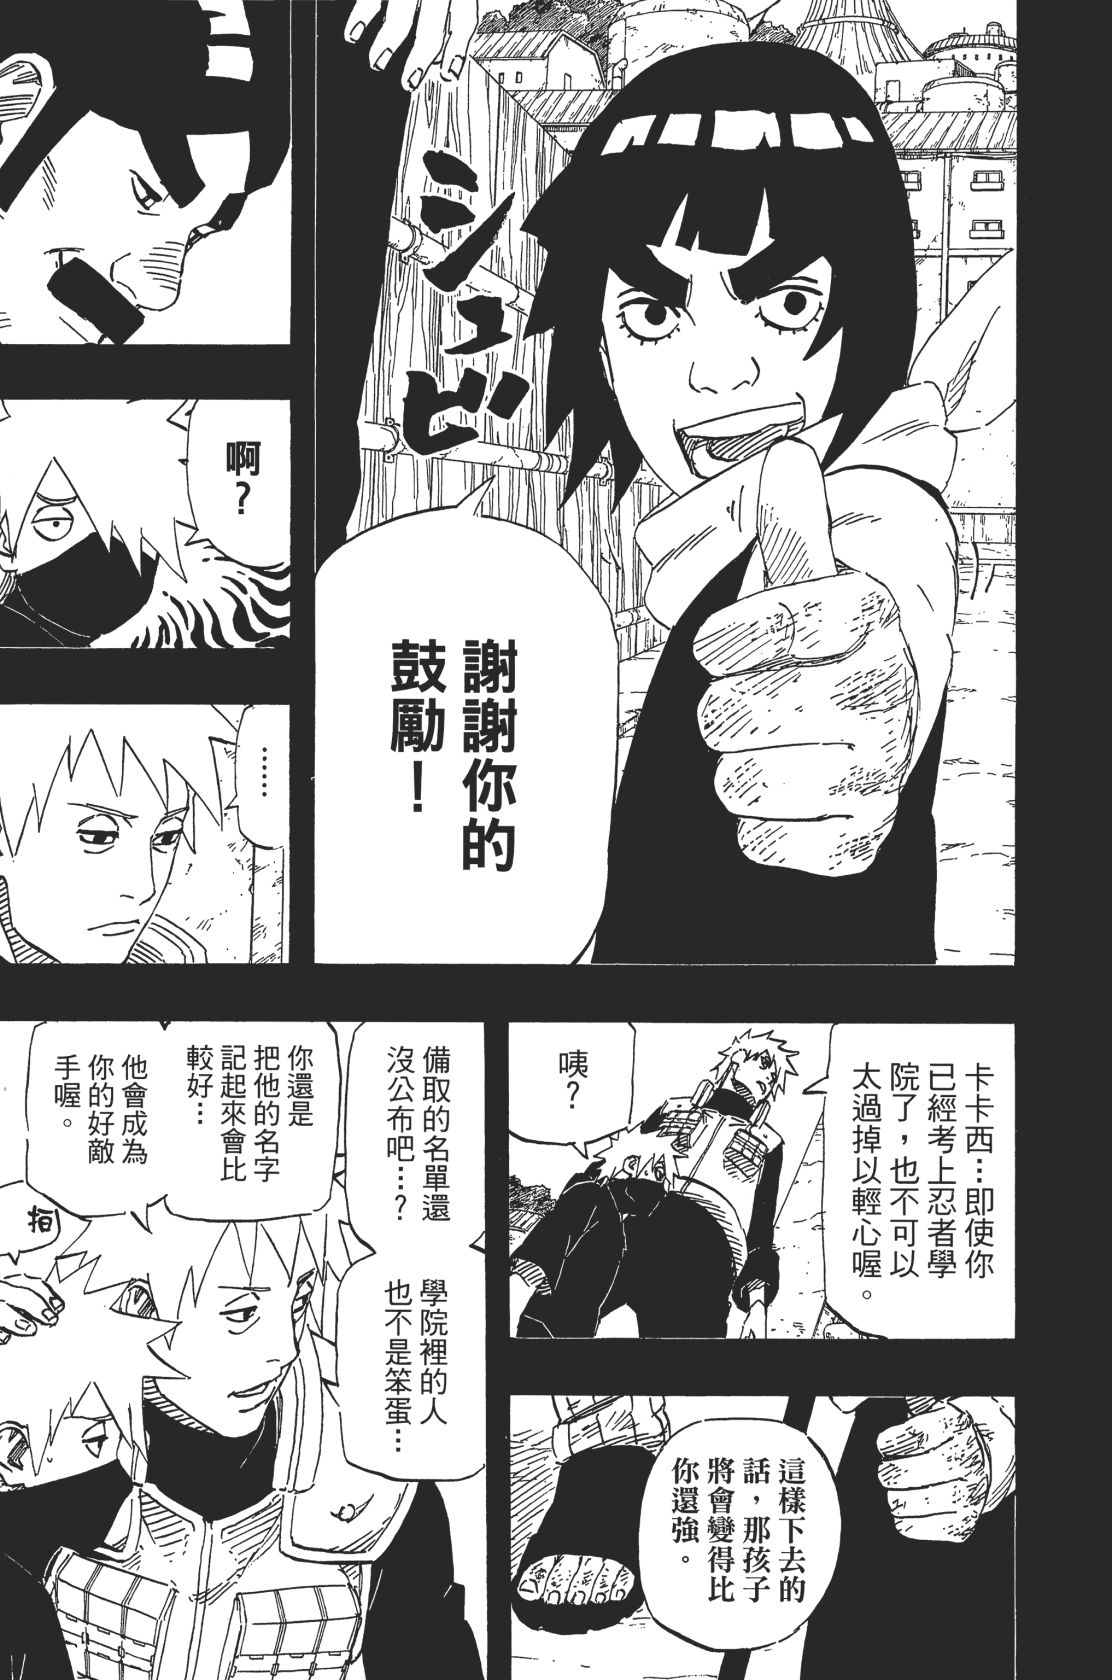 シュビ
謝謝你的
鼓勵！
啊？
……
卡卡西…即使你
已經考上忍者學
院了，也不可以
太過掉以輕心喔。
咦？
這樣下去的
話，那孩子
將會變得比
你還強。
備取的名單還
沒公布吧…？
學院裡的人
也不是笨蛋…
你還是
把他的名字
記起來會比
較好…
他會成為
你的好敵
手喔。